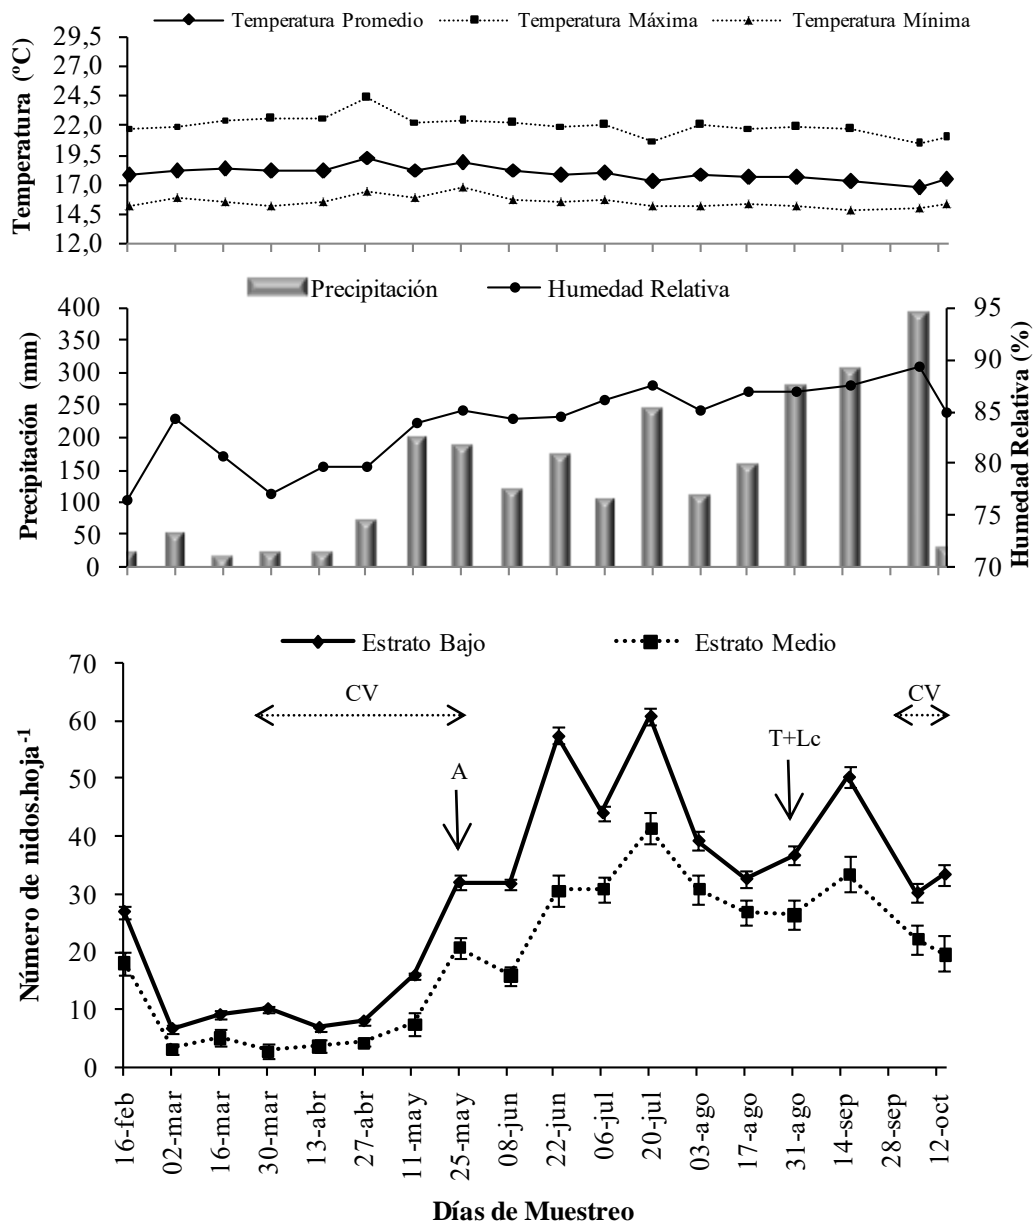 Temperatura Promedio Temperatura Máxima Temperatura Mínima
Temperatura (ºC)
29,5
27,0
24,5
22,0
19,5
17,0
14,5
12,0
Precipitación Humedad Relativa
Precipitación (mm)
400
350
300
250
200
150
100
50
0
95
90
85
80
75
70
Humedad Relativa (%)
Estrato Bajo Estrato Medio
Número de nidos.hoja-1
70
60
50
40
30
20
10
0
CV
A
T+Lc
CV
16-feb
02-mar
16-mar
30-mar
13-abr
27-abr
11-may
25-may
08-jun
22-jun
06-jul
20-jul
03-ago
17-ago
31-ago
14-sep
28-sep
12-oct
Días de Muestreo